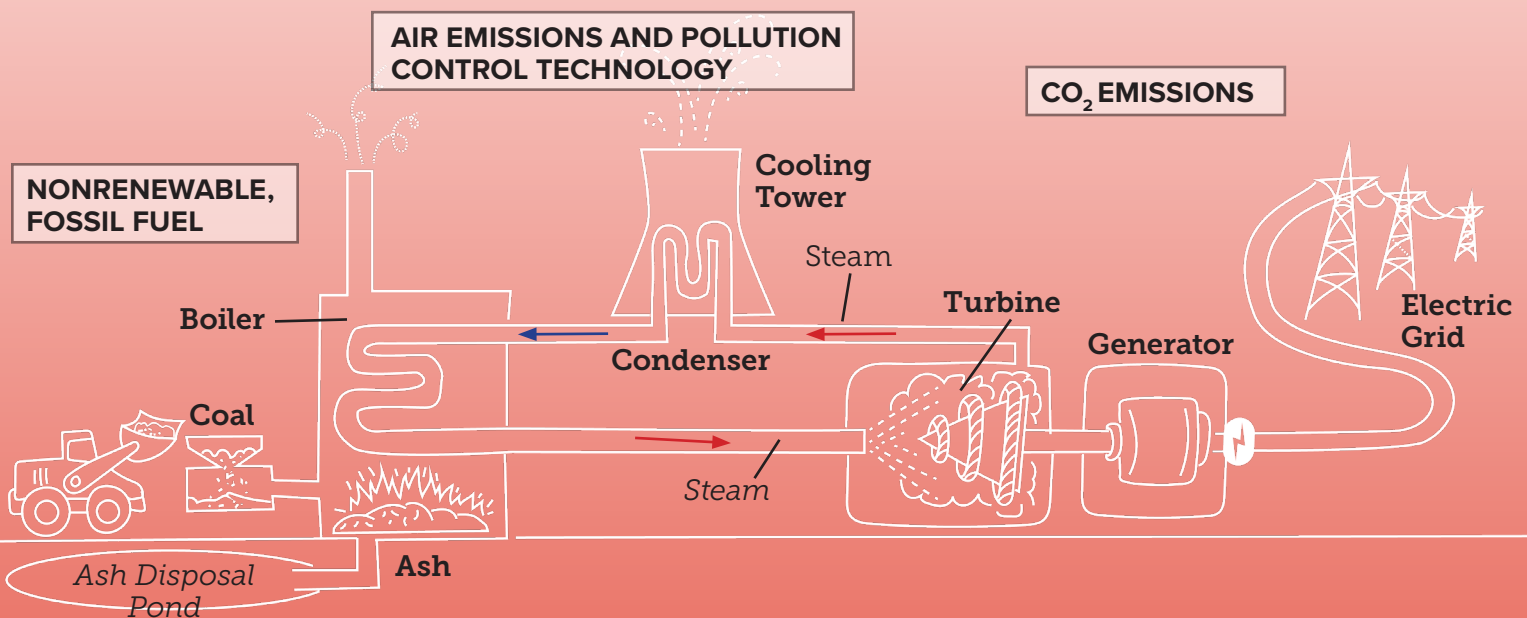 AIR EMISSIONS AND POLLUTION
CONTROL TECHNOLOGY
CO₂ EMISSIONS
NONRENEWABLE,
FOSSIL FUEL
Cooling
Tower
Steam
Turbine
Boiler
Electric
Grid
Condenser
Generator
Coal
Steam
Ash
Ash Disposal
Pond